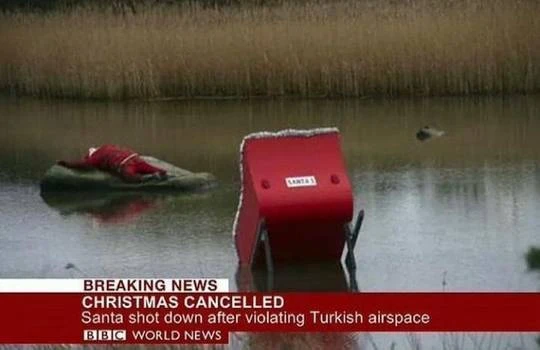 SANTA 1
BREAKING NEWS
CHRISTMAS CANCELLED
Santa shot down after violating Turkish airspace
BBC WORLD NEWS